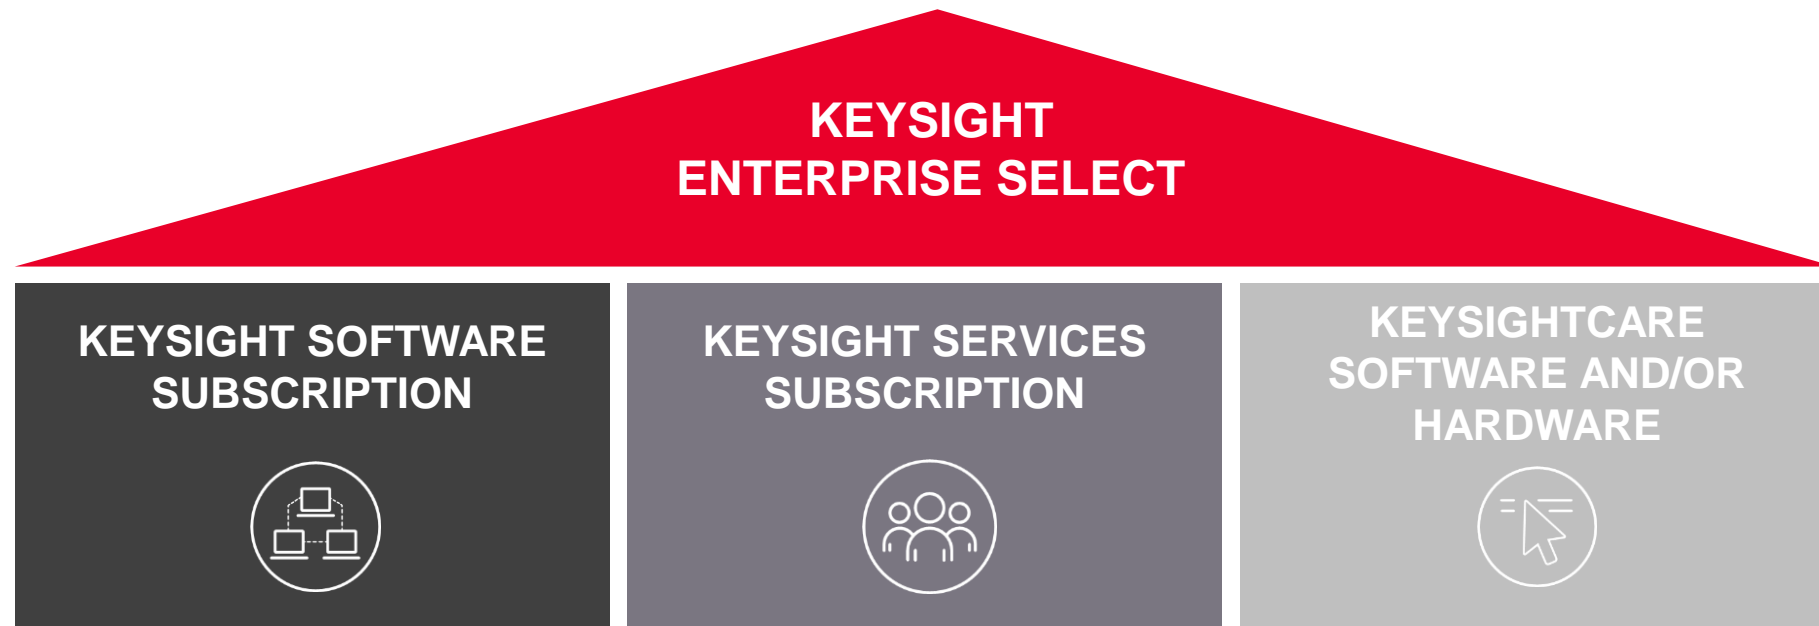 KEYSIGHT
ENTERPRISE SELECT
KEYSIGHT SOFTWARE
SUBSCRIPTION
KEYSIGHT SERVICES
SUBSCRIPTION
KEYSIGHTCARE
SOFTWARE AND/OR
HARDWARE